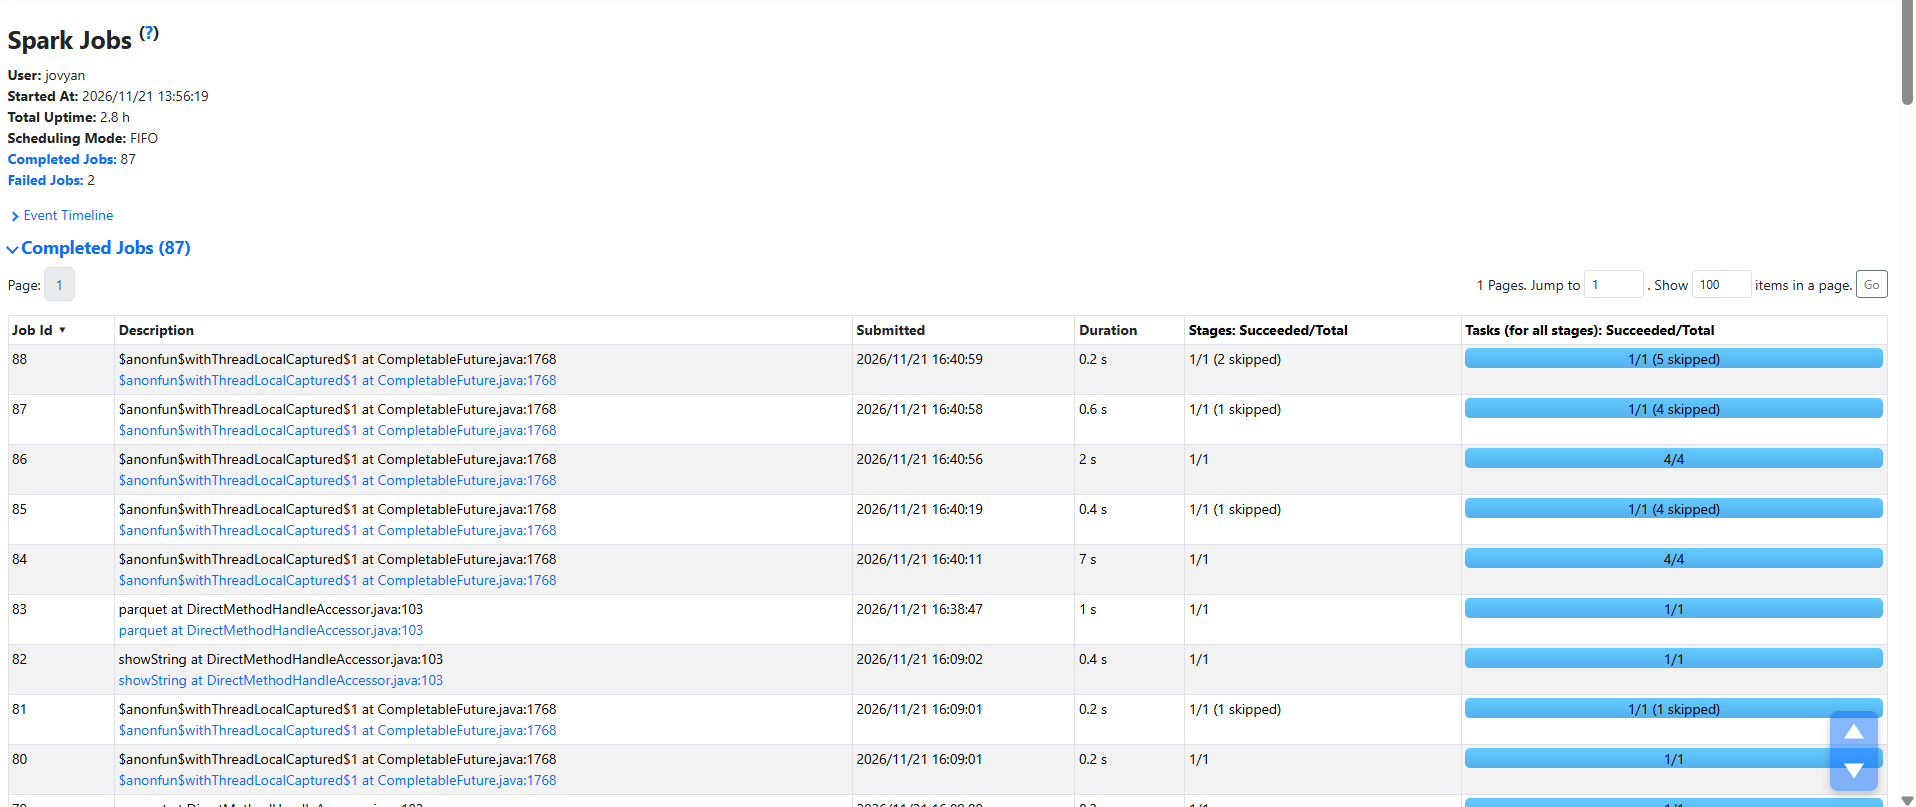 Spark Jobs (?)
User: jovyan
Started At: 2026/11/21 13:56:19
Total Uptime: 2.8 h
Scheduling Mode: FIFO
Completed Jobs: 87
Failed Jobs: 2
Event Timeline
Completed Jobs (87)
Page: 1 1 Pages. Jump to 1 . Show 100 items in a page. Go
Job Id ▾ Description Submitted Duration Stages: Succeeded/Total Tasks (for all stages): Succeeded/Total
88 $anonfun$withThreadLocalCaptured$1 at CompletableFuture.java:1768 2026/11/21 16:40:59 0.2 s 1/1 (2 skipped) 1/1 (5 skipped)
$anonfun$withThreadLocalCaptured$1 at CompletableFuture.java:1768
87 $anonfun$withThreadLocalCaptured$1 at CompletableFuture.java:1768 2026/11/21 16:40:58 0.6 s 1/1 (1 skipped) 1/1 (4 skipped)
$anonfun$withThreadLocalCaptured$1 at CompletableFuture.java:1768
86 $anonfun$withThreadLocalCaptured$1 at CompletableFuture.java:1768 2026/11/21 16:40:56 2 s 1/1 4/4
$anonfun$withThreadLocalCaptured$1 at CompletableFuture.java:1768
85 $anonfun$withThreadLocalCaptured$1 at CompletableFuture.java:1768 2026/11/21 16:40:19 0.4 s 1/1 (1 skipped) 1/1 (4 skipped)
$anonfun$withThreadLocalCaptured$1 at CompletableFuture.java:1768
84 $anonfun$withThreadLocalCaptured$1 at CompletableFuture.java:1768 2026/11/21 16:40:11 7 s 1/1 4/4
$anonfun$withThreadLocalCaptured$1 at CompletableFuture.java:1768
83 parquet at DirectMethodHandleAccessor.java:103 2026/11/21 16:38:47 1 s 1/1 1/1
parquet at DirectMethodHandleAccessor.java:103
82 showString at DirectMethodHandleAccessor.java:103 2026/11/21 16:09:02 0.4 s 1/1 1/1
showString at DirectMethodHandleAccessor.java:103
81 $anonfun$withThreadLocalCaptured$1 at CompletableFuture.java:1768 2026/11/21 16:09:01 0.2 s 1/1 (1 skipped) 1/1 (1 skipped)
$anonfun$withThreadLocalCaptured$1 at CompletableFuture.java:1768
80 $anonfun$withThreadLocalCaptured$1 at CompletableFuture.java:1768 2026/11/21 16:09:01 0.2 s 1/1 1/1
$anonfun$withThreadLocalCaptured$1 at CompletableFuture.java:1768